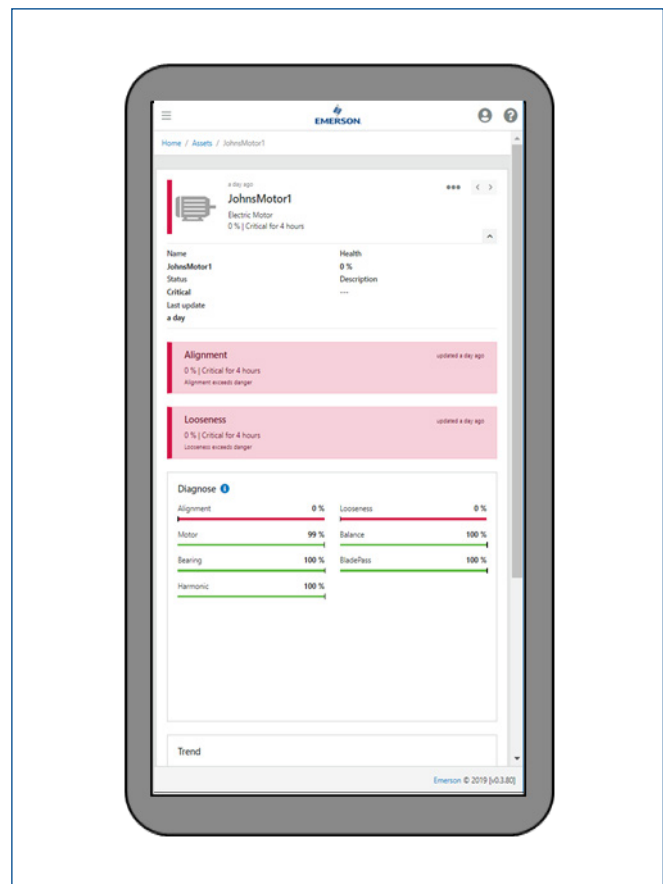 EMERSON
Home / Assets / JohnsMotor1
a day ago
JohnsMotor1
Electric Motor
0 % | Critical for 4 hours
Name
JohnsMotor1
Status
Critical
Last update
a day
Health
0 %
Description
---
Alignment
updated a day ago
0 % | Critical for 4 hours
Alignment exceeds danger
Looseness
updated a day ago
0 % | Critical for 4 hours
Looseness exceeds danger
Diagnose
Alignment 0 % Looseness 0 %
Motor 99 % Balance 100 %
Bearing 100 % BladePass 100 %
Harmonic 100 %
Trend
Emerson © 2019 [v0.3.80]